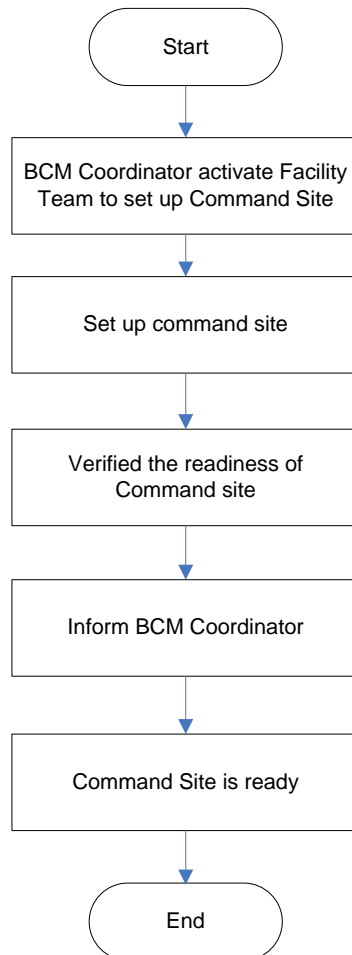 Start
BCM Coordinator activate Facility
Team to set up Command Site
Set up command site
Verified the readiness of
Command site
Inform BCM Coordinator
Command Site is ready
End